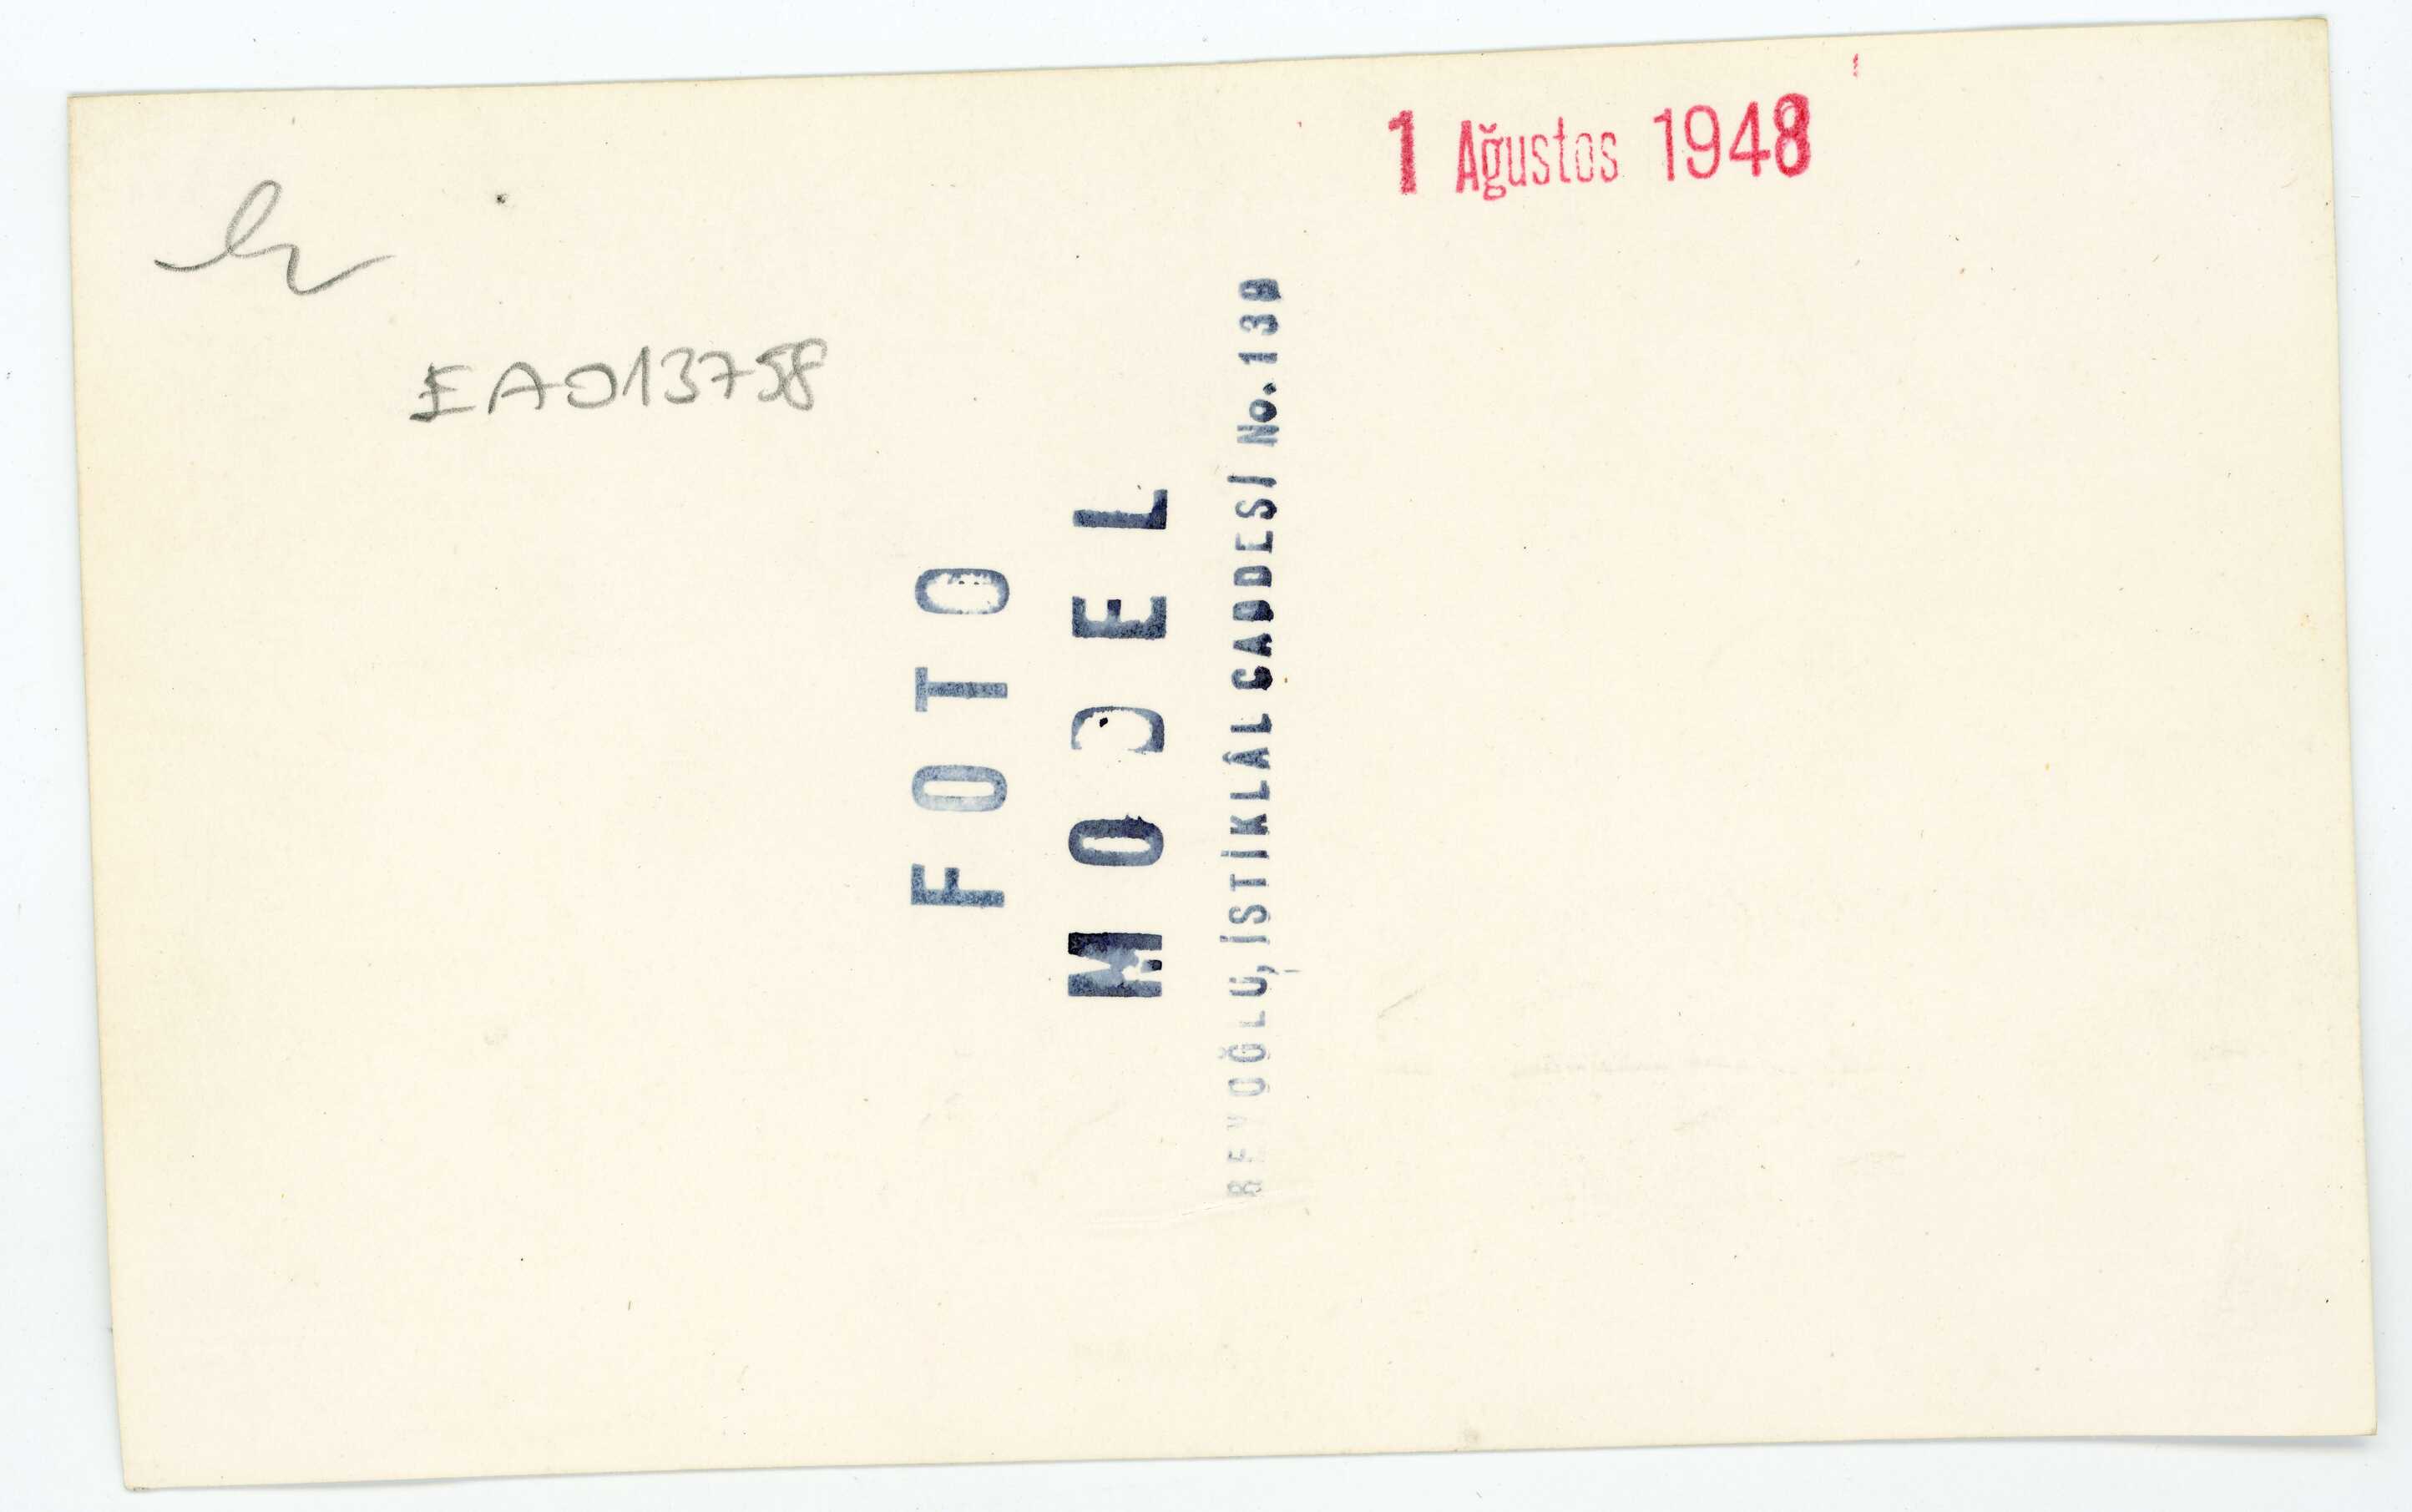 1 Ağustos 1948
EA013758
FOTO
MODEL
BEYOĞLU, İSTİKLÂL CADDESİ No. 139